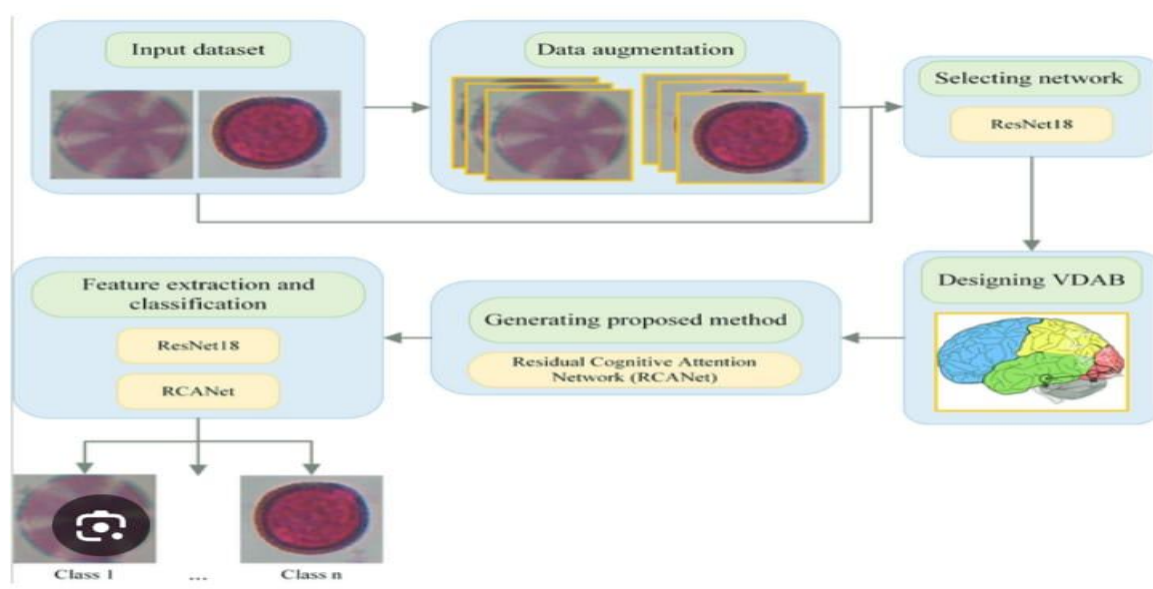 Input dataset
Data augmentation
Selecting network
ResNet18
Designing VDAB
Generating proposed method
Residual Cognitive Attention
Network (RCANet)
Feature extraction and
classification
ResNet18
RCANet
Class 1
...
Class n